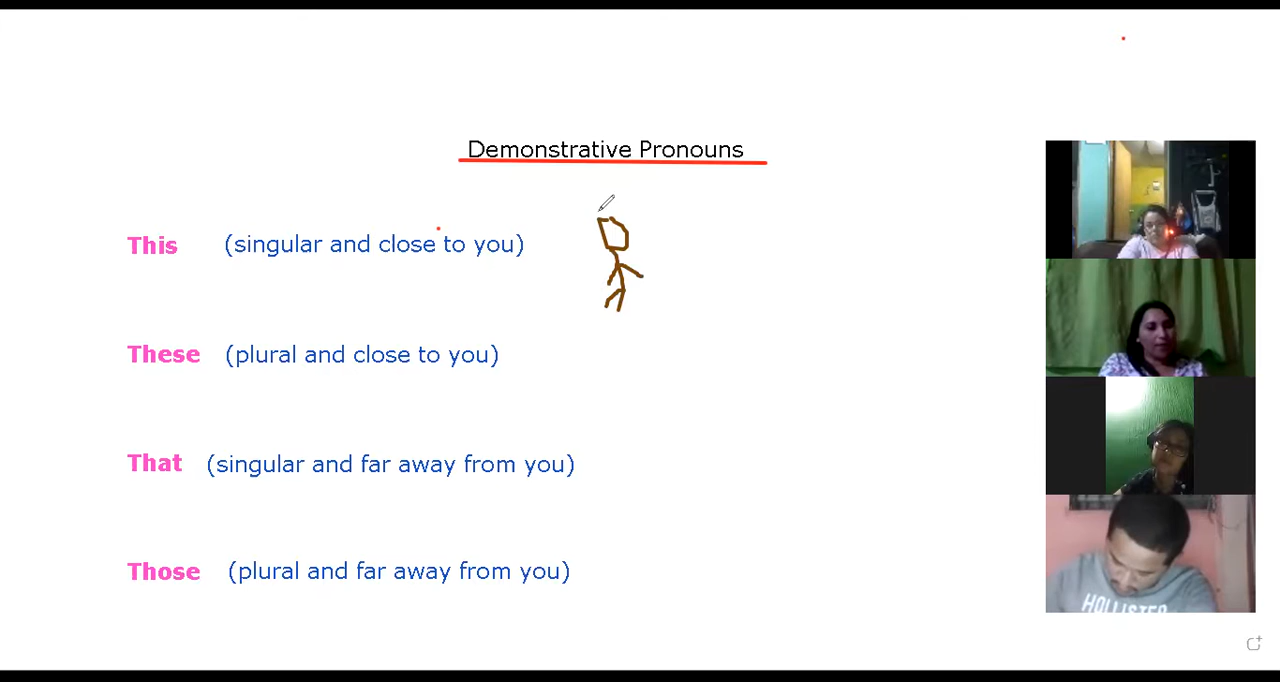 Demonstrative Pronouns
This (singular and close to you)
These (plural and close to you)
That (singular and far away from you)
Those (plural and far away from you)
HOLLISTER